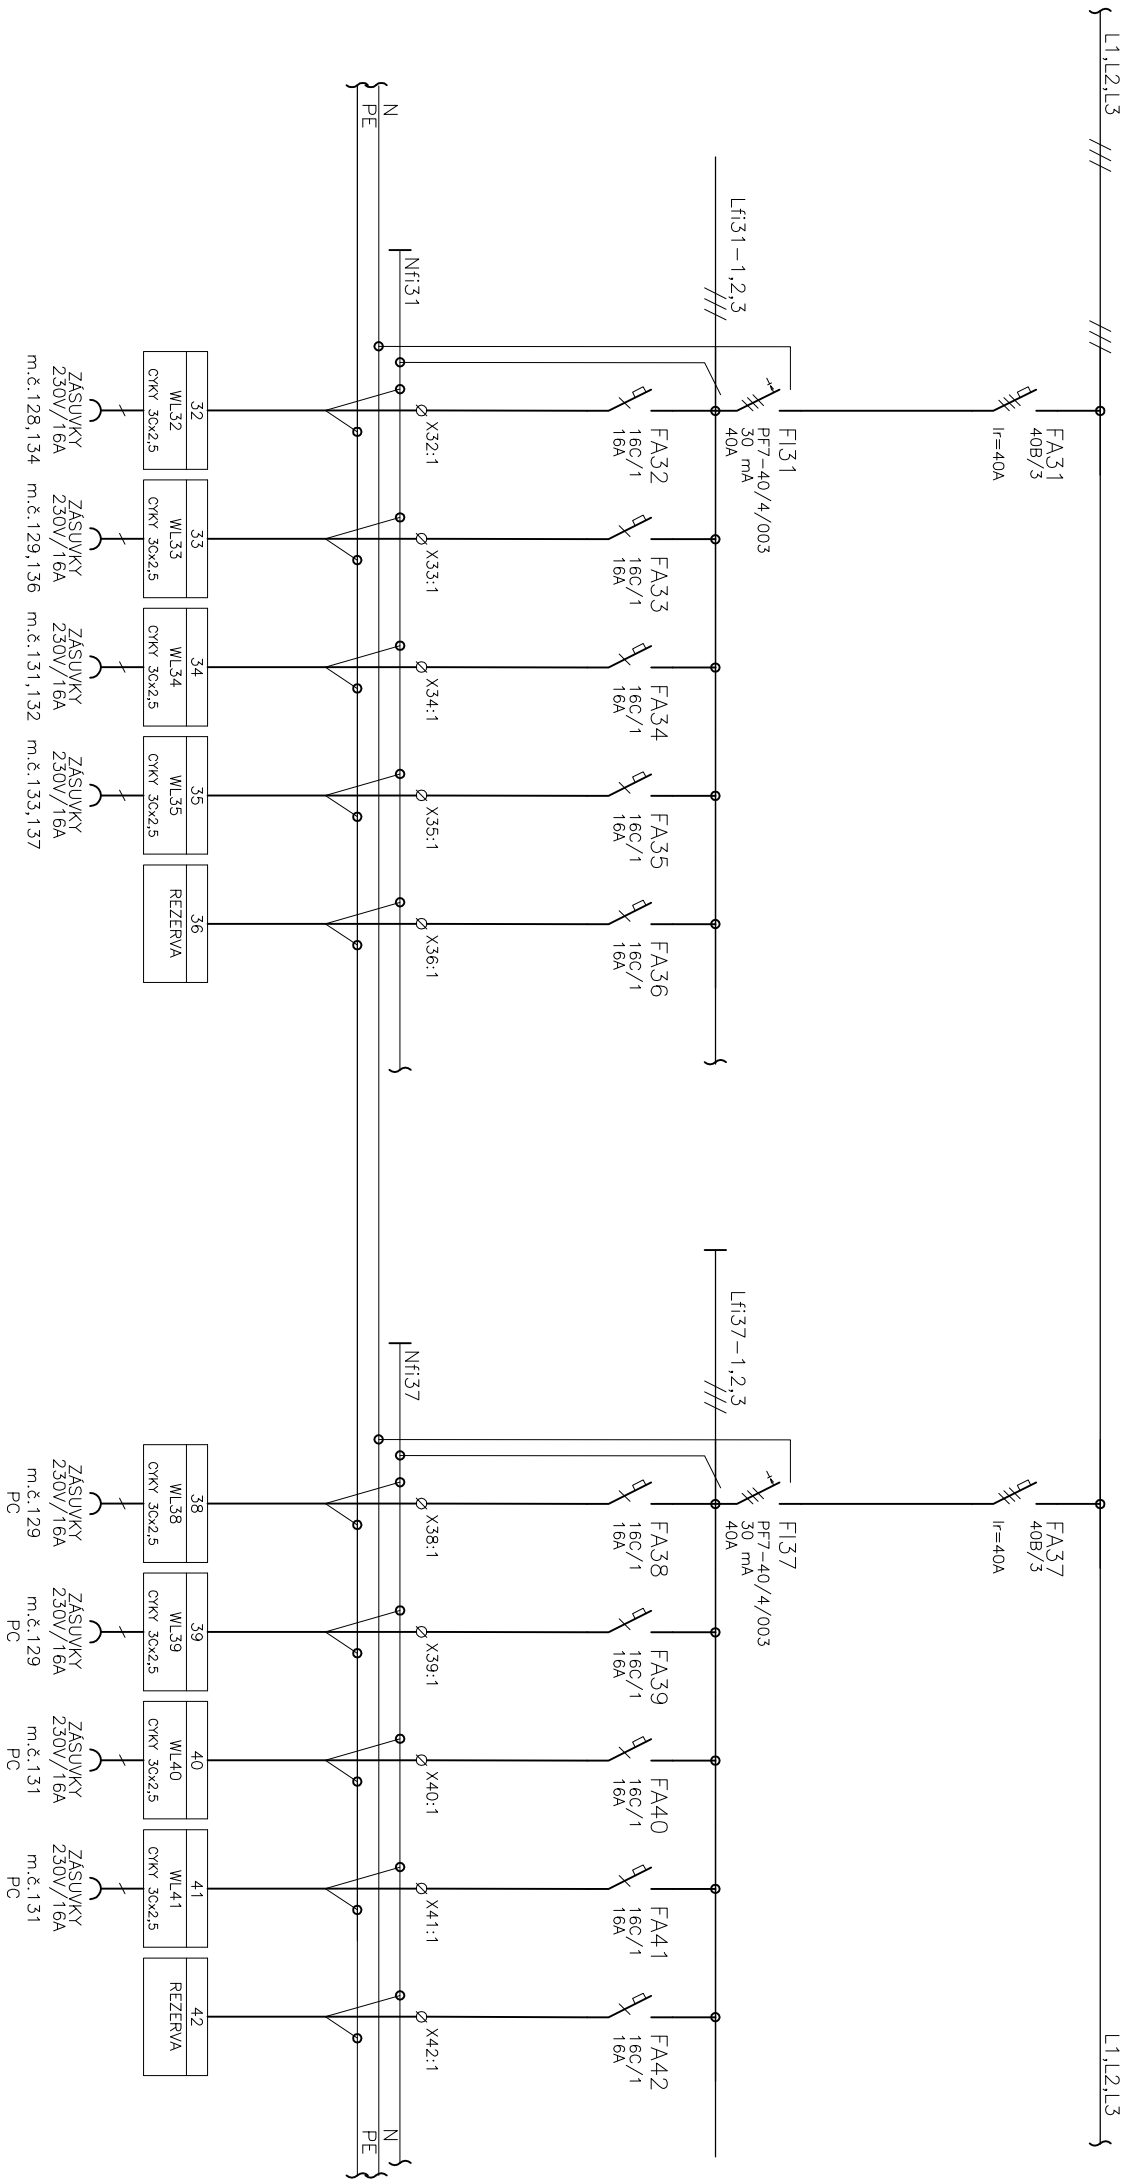 L1,L2,L3
L1,L2,L3
FA31
40B/3
Ir=40A
FA37
40B/3
Ir=40A
FI31
PF7-40/4/003
30 mA
40A
FI37
PF7-40/4/003
30 mA
40A
Lfi31-1,2,3
Lfi37-1,2,3
FA32
16C/1
16A
FA33
16C/1
16A
FA34
16C/1
16A
FA35
16C/1
16A
FA36
16C/1
16A
FA38
16C/1
16A
FA39
16C/1
16A
FA40
16C/1
16A
FA41
16C/1
16A
FA42
16C/1
16A
Nfi31
Nfi37
X32:1
X33:1
X34:1
X35:1
X36:1
X38:1
X39:1
X40:1
X41:1
X42:1
N
PE
N
PE
32
WL32
CYKY 3Cx2,5
ZÁSUVKY
230V/16A
m.č.128,134
33
WL33
CYKY 3Cx2,5
ZÁSUVKY
230V/16A
m.č.129,136
34
WL34
CYKY 3Cx2,5
ZÁSUVKY
230V/16A
m.č.131,132
35
WL35
CYKY 3Cx2,5
ZÁSUVKY
230V/16A
m.č.133,137
36
REZERVA
38
WL38
CYKY 3Cx2,5
ZÁSUVKY
230V/16A
m.č.129
PC
39
WL39
CYKY 3Cx2,5
ZÁSUVKY
230V/16A
m.č.129
PC
40
WL40
CYKY 3Cx2,5
ZÁSUVKY
230V/16A
m.č.131
PC
41
WL41
CYKY 3Cx2,5
ZÁSUVKY
230V/16A
m.č.131
PC
42
REZERVA